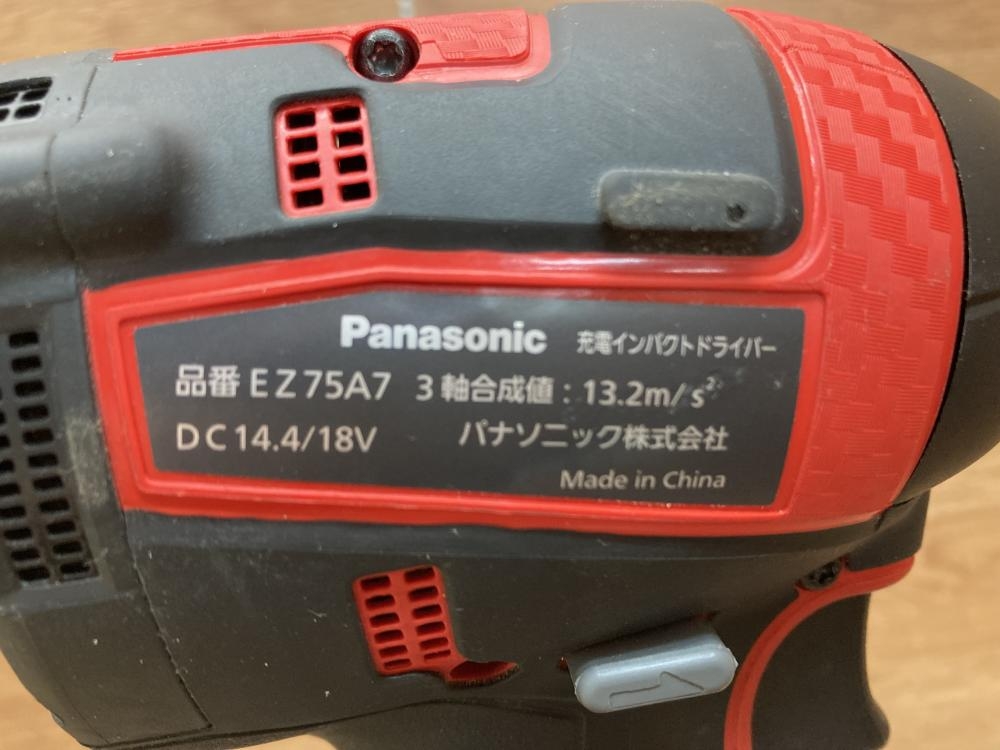 Panasonic 充電インパクトドライバー
品番 EZ75A7 3軸合成値：13.2m/s²
DC14.4/18V パナソニック株式会社
Made in China